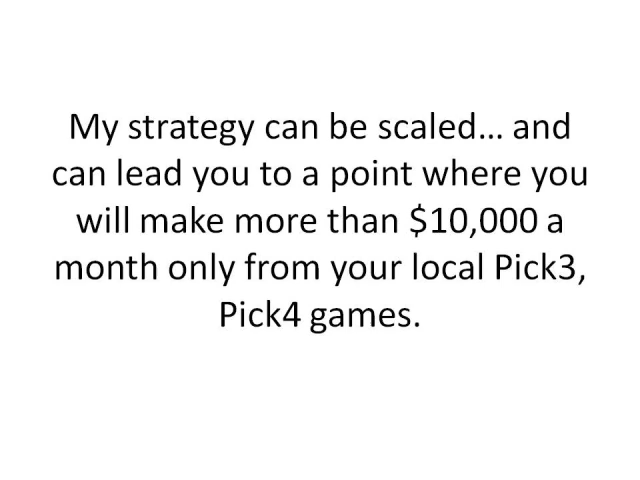 My strategy can be scaled… and
can lead you to a point where you
will make more than $10,000 a
month only from your local Pick3,
Pick4 games.